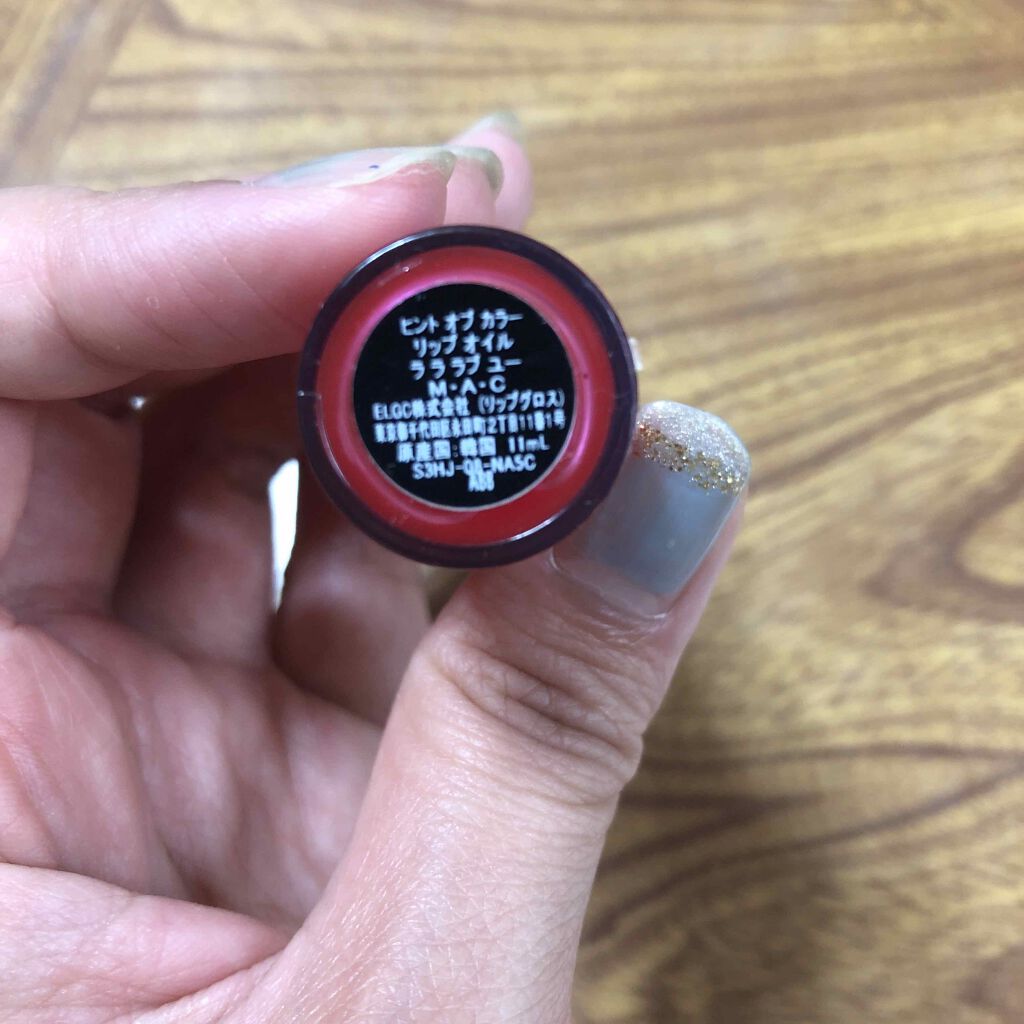 ヒント オブ カラー
リップ オイル
ラ ラ ラブ ユー
M・A・C
ELGC株式会社 (リップグロス)
東京都千代田区永田町2丁目11番1号
原産国:韓国 11mL
S3HJ-08-NA5C
A88